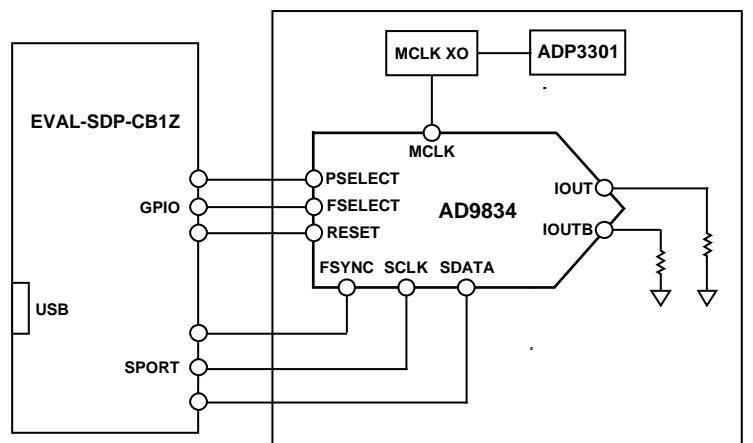 MCLK XO
ADP3301
EVAL-SDP-CB1Z
MCLK
PSELECT
IOUT
GPIO
FSELECT
AD9834
RESET
IOUTB
FSYNC
SCLK
SDATA
USB
SPORT